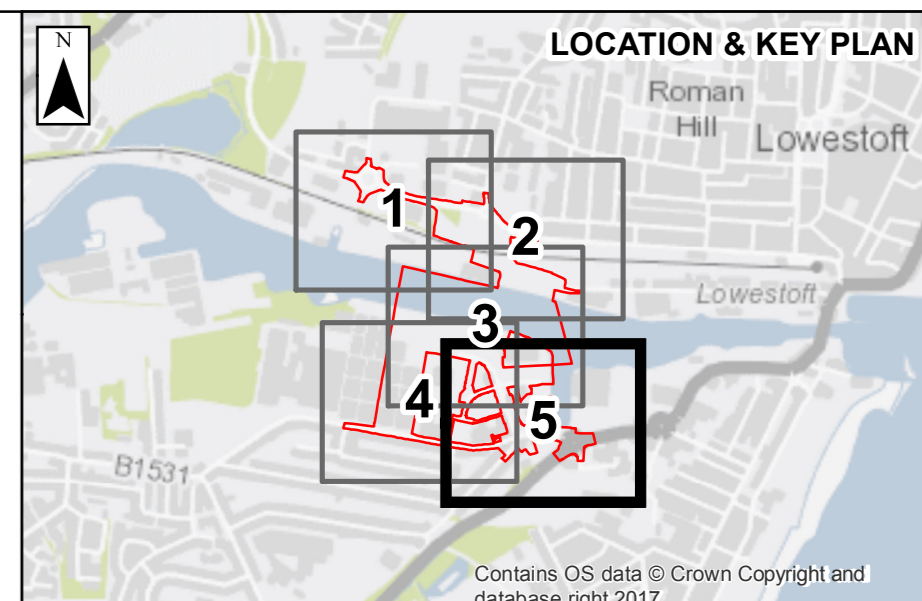 N
LOCATION & KEY PLAN
Roman
Hill
Lowestoft
1
2
Lowestoft
3
4
5
B1531
Contains OS data © Crown Copyright and
database right 2017